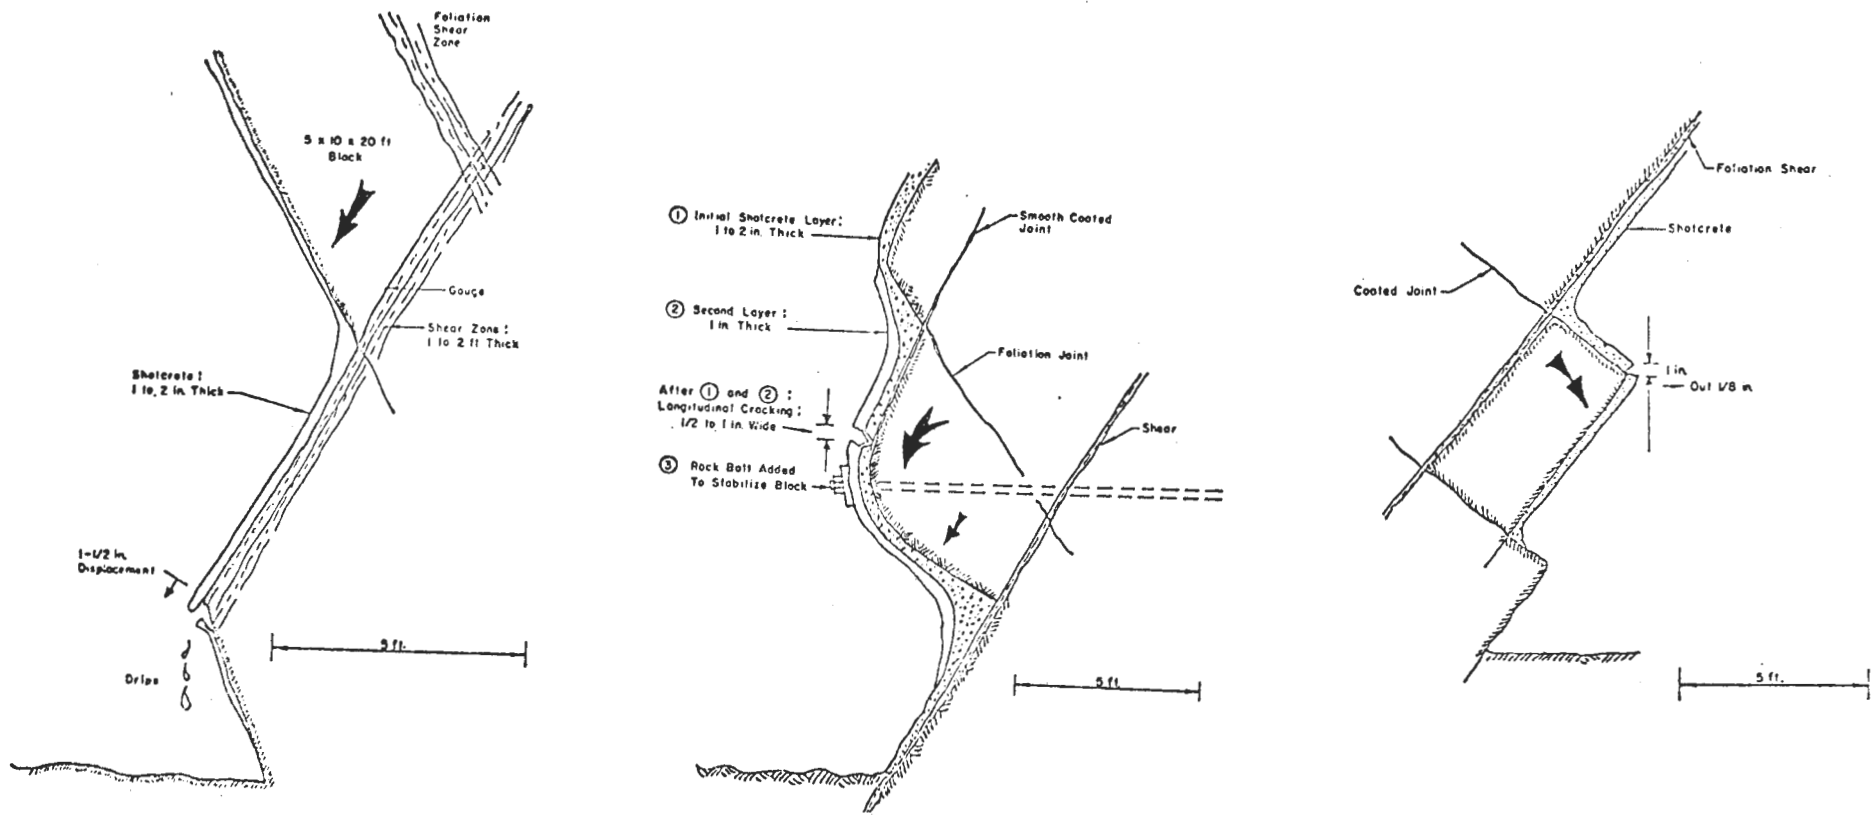 Foliation
Shear
Zone
5 x 10 x 20 ft
Block
Gouge
Shear Zone:
1 to 2 ft Thick
Shotcrete:
1 to 2 in. Thick
1-1/2 in.
Displacement
Drips
5 ft.
1 Initial Shotcrete Layer:
1 to 2 in. Thick
Smooth Coated
Joint
2 Second Layer:
1 in. Thick
Foliation Joint
After 1 and 2:
Longitudinal Cracking:
1/2 to 1 in. Wide
Shear
3 Rock Bolt Added
To Stabilize Block
5 ft.
Foliation Shear
Shotcrete
Coated Joint
1 in.
Out 1/8 in.
5 ft.